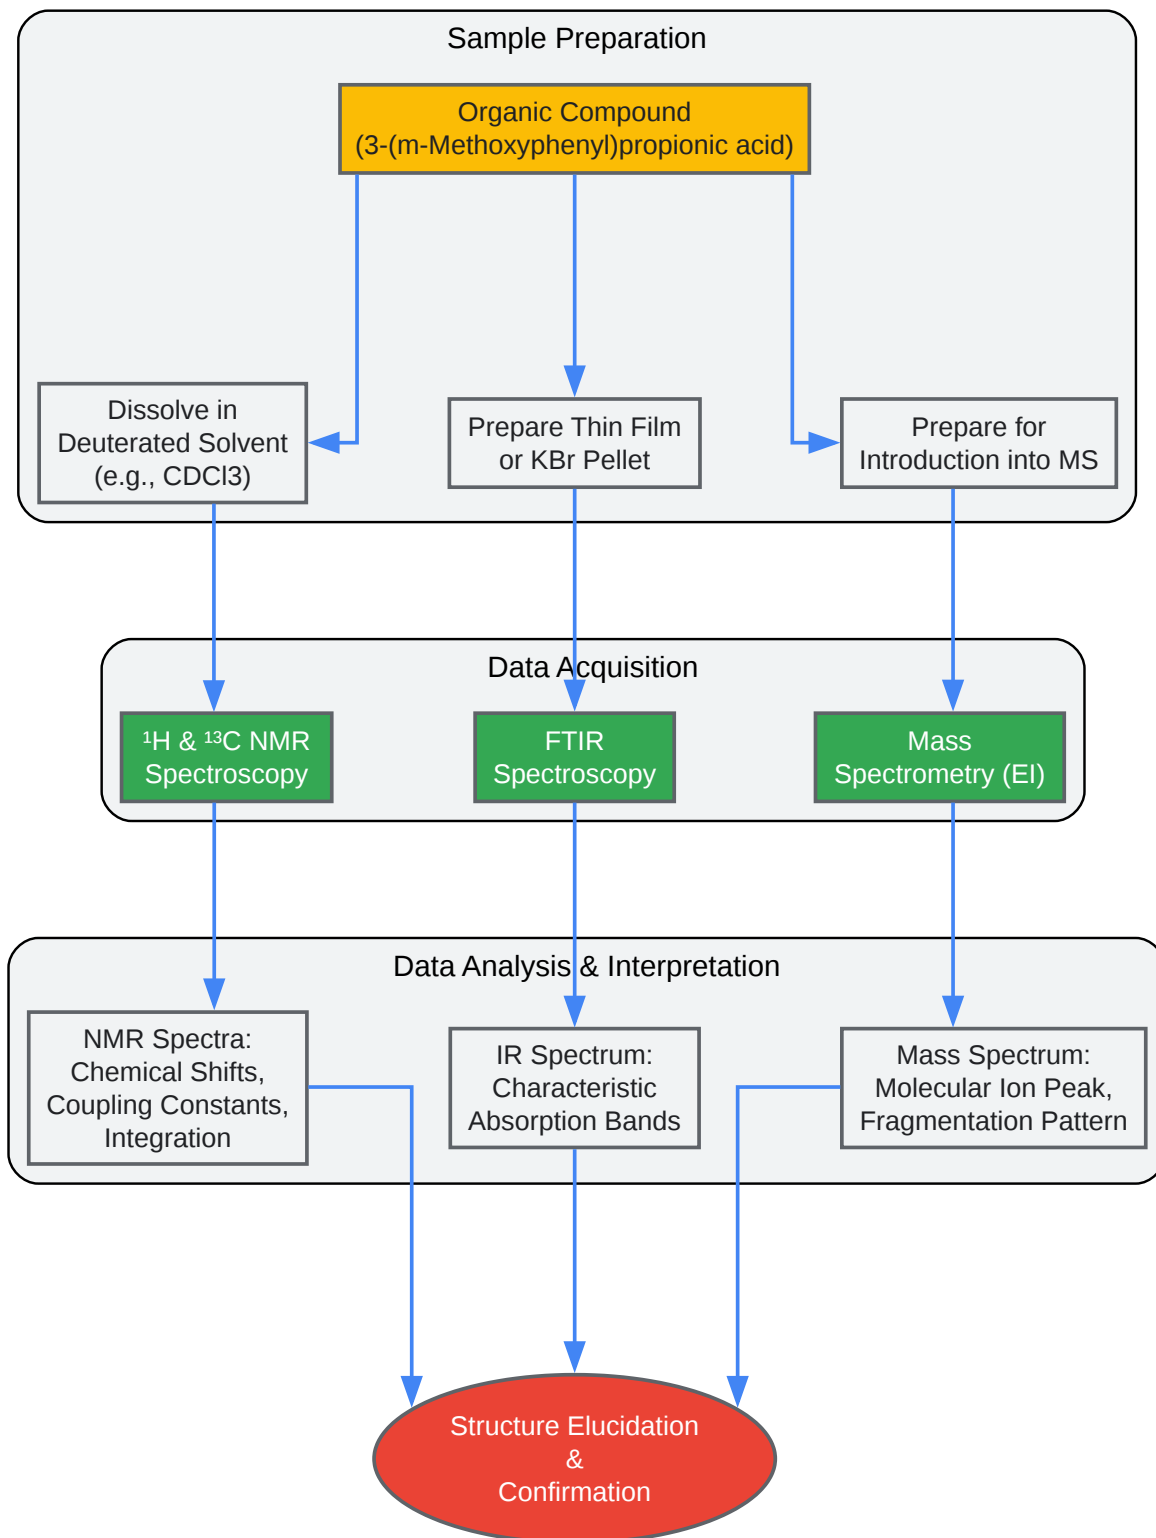 Sample Preparation
Organic Compound
(3-(m-Methoxyphenyl)propionic acid)
Dissolve in
Deuterated Solvent
(e.g., CDCl3)
Prepare Thin Film
or KBr Pellet
Prepare for
Introduction into MS
Data Acquisition
¹H & ¹³C NMR
Spectroscopy
FTIR
Spectroscopy
Mass
Spectrometry (EI)
Data Analysis & Interpretation
NMR Spectra:
Chemical Shifts,
Coupling Constants,
Integration
IR Spectrum:
Characteristic
Absorption Bands
Mass Spectrum:
Molecular Ion Peak,
Fragmentation Pattern
Structure Elucidation
&
Confirmation